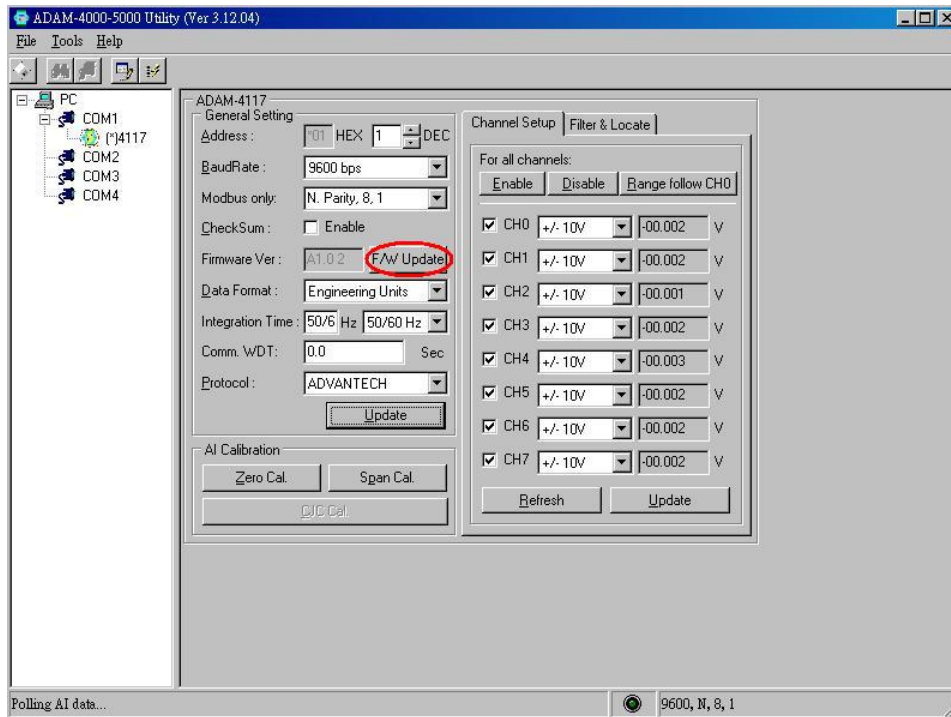 ADAM-4000-5000 Utility (Ver 3.12.04)
File Tools Help
PC
COM1
(*)4117
COM2
COM3
COM4
ADAM-4117
General Setting
Address : *01 HEX 1 DEC
BaudRate : 9600 bps
Modbus only: N. Parity, 8, 1
CheckSum : Enable
Firmware Ver : A1.0 2 F/W Update
Data Format : Engineering Units
Integration Time : 50/6 Hz 50/60 Hz
Comm. WDT: 0.0 Sec
Protocol : ADVANTECH
Update
AI Calibration
Zero Cal. Span Cal.
CJC Cal.
Channel Setup Filter & Locate
For all channels:
Enable Disable Range follow CH0
CH0 +/- 10V -00.002 V
CH1 +/- 10V -00.002 V
CH2 +/- 10V -00.001 V
CH3 +/- 10V -00.002 V
CH4 +/- 10V -00.003 V
CH5 +/- 10V -00.002 V
CH6 +/- 10V -00.002 V
CH7 +/- 10V -00.002 V
Refresh Update
Polling AI data... 9600, N, 8, 1